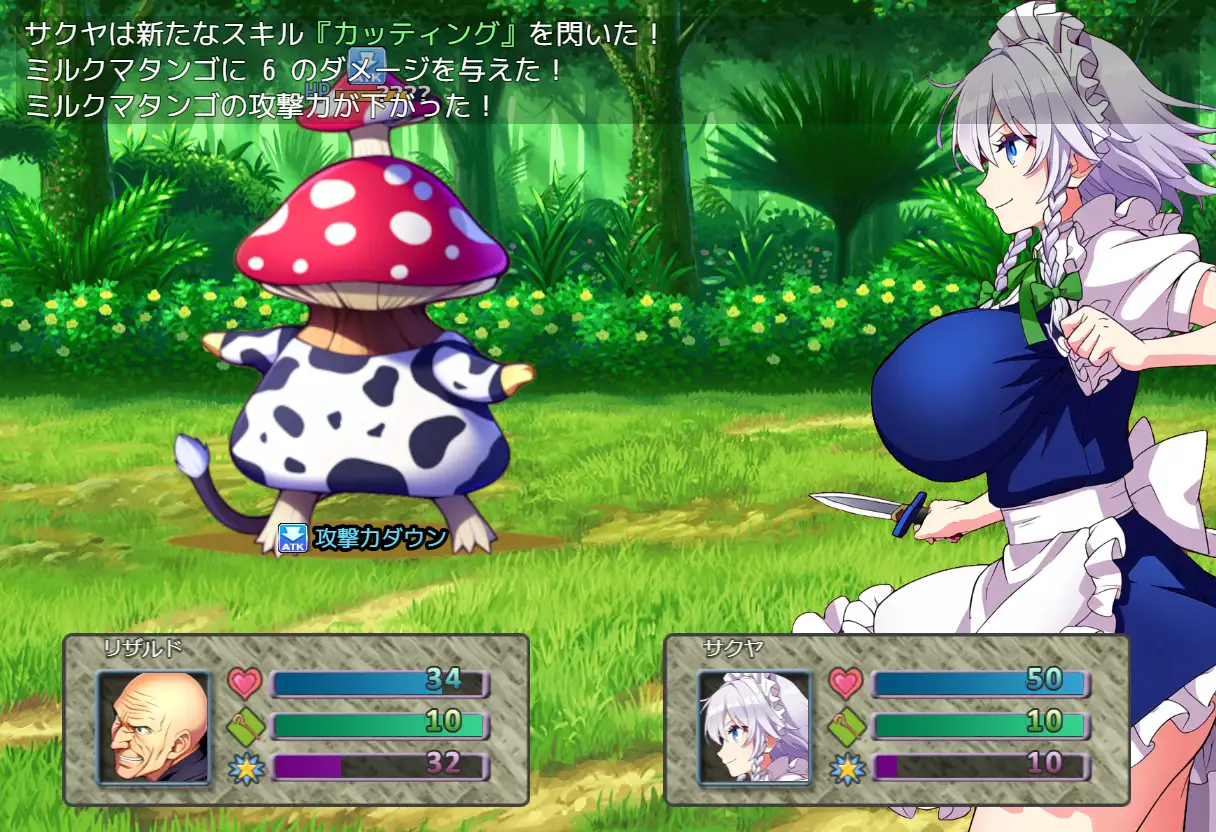 サクヤは新たなスキル『カッティング』を閃いた！
ミルクマタンゴに 6 のダメージを与えた！
HP ????
ミルクマタンゴの攻撃力が下がった！
ATK 攻撃力ダウン
リザルド
34
10
32
サクヤ
50
10
10